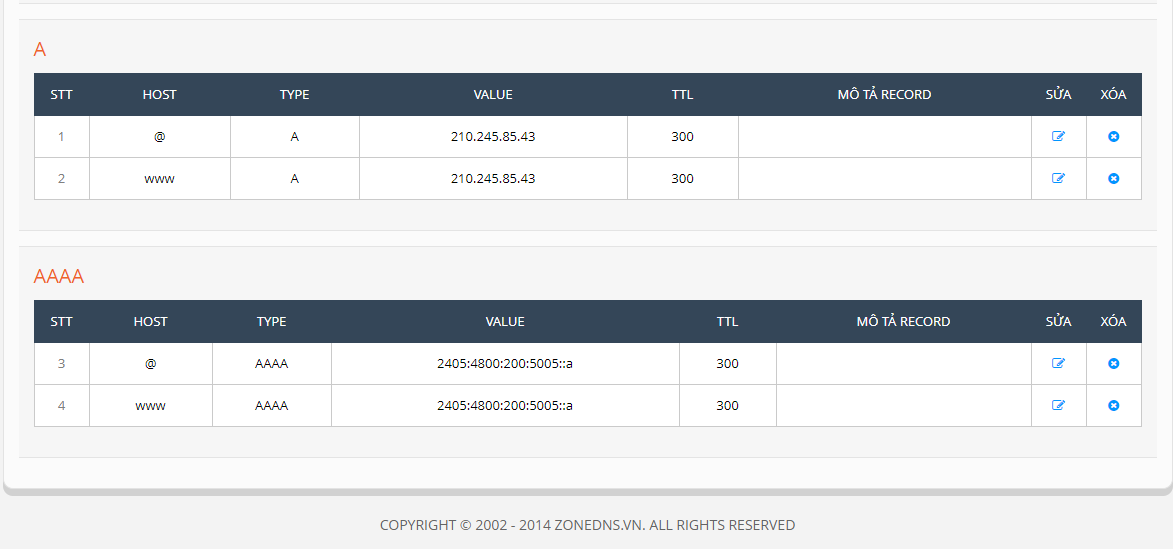 A
STT HOST TYPE VALUE TTL MÔ TẢ RECORD SỬA XÓA
1 @ A 210.245.85.43 300
2 www A 210.245.85.43 300
AAAA
STT HOST TYPE VALUE TTL MÔ TẢ RECORD SỬA XÓA
3 @ AAAA 2405:4800:200:5005::a 300
4 www AAAA 2405:4800:200:5005::a 300
COPYRIGHT © 2002 - 2014 ZONEDNS.VN. ALL RIGHTS RESERVED